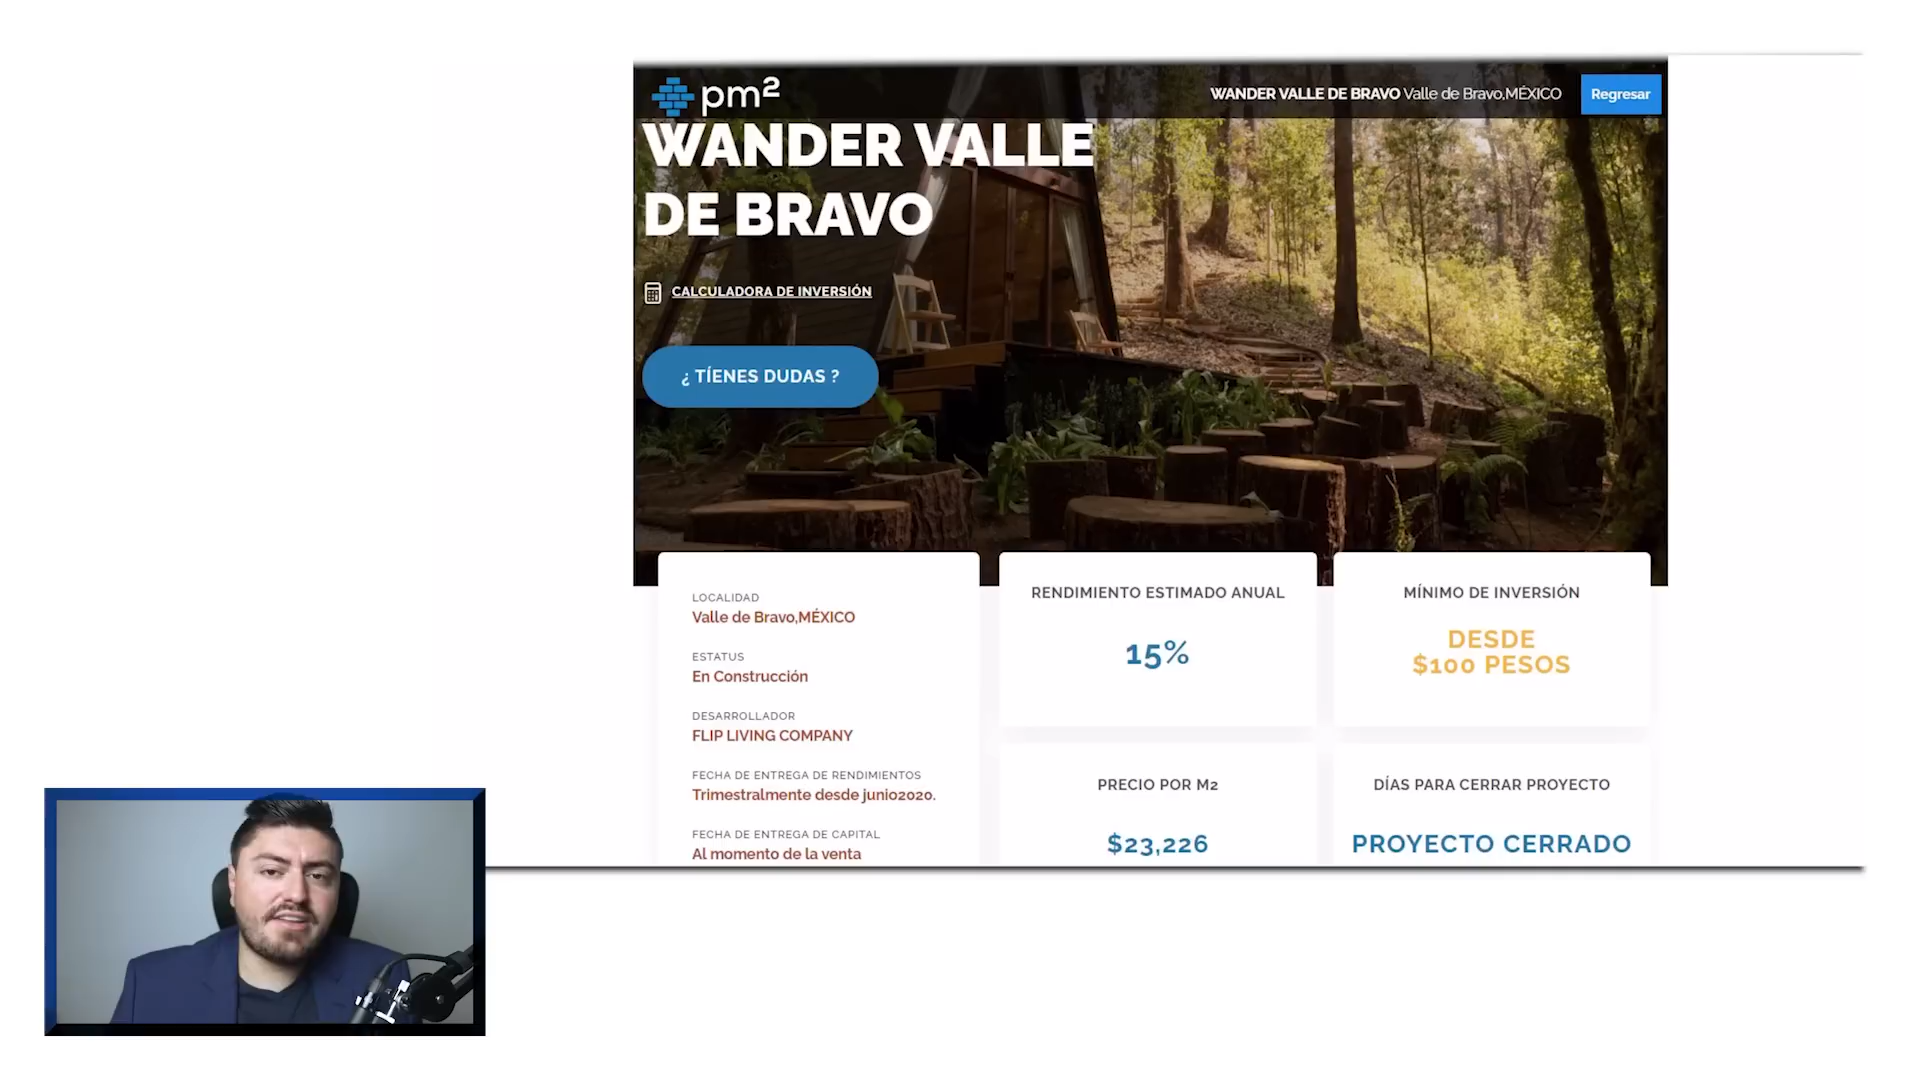 pm²
WANDER VALLE DE BRAVO Valle de Bravo,MÉXICO
Regresar
WANDER VALLE
DE BRAVO
CALCULADORA DE INVERSIÓN
¿ TÍENES DUDAS ?
LOCALIDAD
Valle de Bravo,MÉXICO
ESTATUS
En Construcción
DESARROLLADOR
FLIP LIVING COMPANY
FECHA DE ENTREGA DE RENDIMIENTOS
Trimestralmente desde junio2020.
FECHA DE ENTREGA DE CAPITAL
Al momento de la venta
RENDIMIENTO ESTIMADO ANUAL
15%
MÍNIMO DE INVERSIÓN
DESDE
$100 PESOS
PRECIO POR M2
$23,226
DÍAS PARA CERRAR PROYECTO
PROYECTO CERRADO